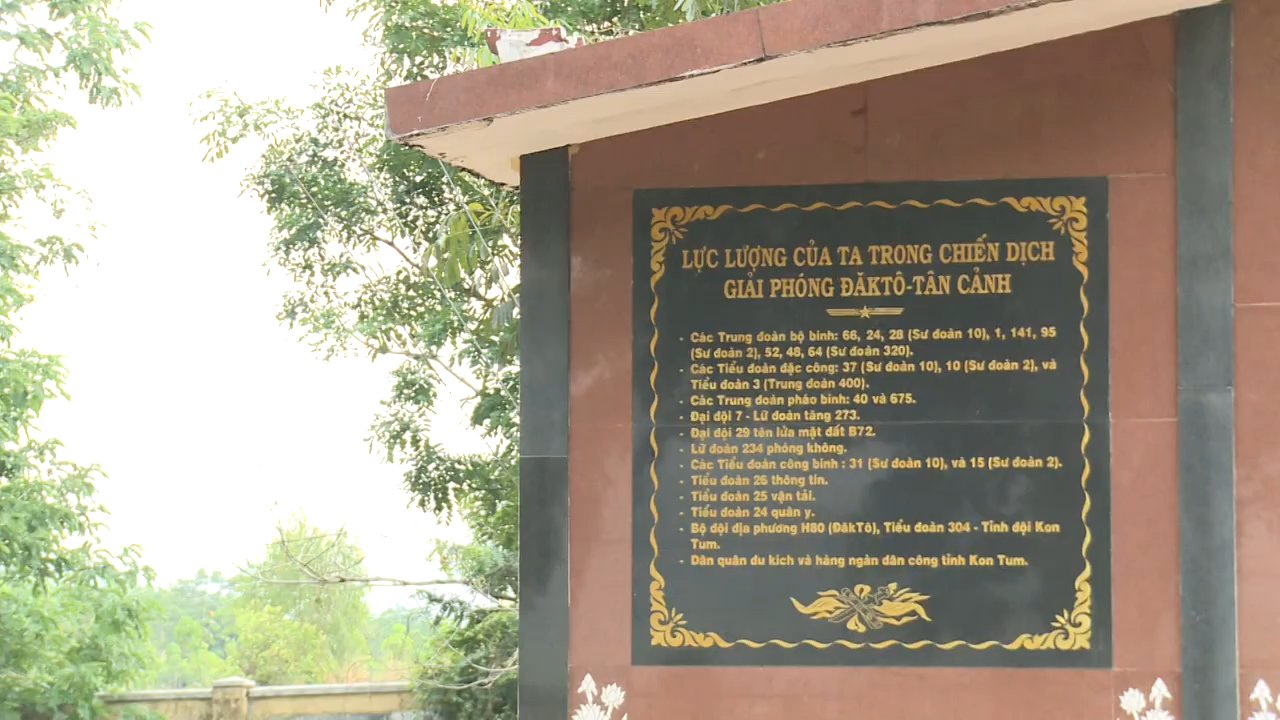 LỰC LƯỢNG CỦA TA TRONG CHIẾN DỊCH
GIẢI PHÓNG ĐĂKTÔ-TÂN CẢNH
- Các Trung đoàn bộ binh: 66, 24, 28 (Sư đoàn 10), 1, 141, 95
(Sư đoàn 2), 52, 48, 64 (Sư đoàn 320).
- Các Tiểu đoàn đặc công: 37 (Sư đoàn 10), 10 (Sư đoàn 2), và
Tiểu đoàn 3 (Trung đoàn 400).
- Các Trung đoàn pháo binh: 40 và 675.
- Đại đội 7 - Lữ đoàn tăng 273.
- Đại đội 29 tên lửa mặt đất B72.
- Lữ đoàn 234 phòng không.
- Các Tiểu đoàn công binh : 31 (Sư đoàn 10), và 15 (Sư đoàn 2).
- Tiểu đoàn 26 thông tin.
- Tiểu đoàn 25 vận tải.
- Tiểu đoàn 24 quân y.
- Bộ đội địa phương H80 (ĐăkTô), Tiểu đoàn 304 - Tỉnh đội Kon
Tum.
- Dân quân du kích và hàng ngàn dân công tỉnh Kon Tum.